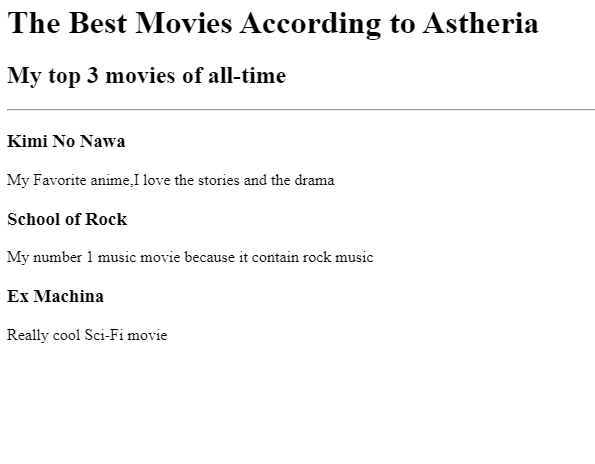 The Best Movies According to Astheria
My top 3 movies of all-time
Kimi No Nawa
My Favorite anime,I love the stories and the drama
School of Rock
My number 1 music movie because it contain rock music
Ex Machina
Really cool Sci-Fi movie